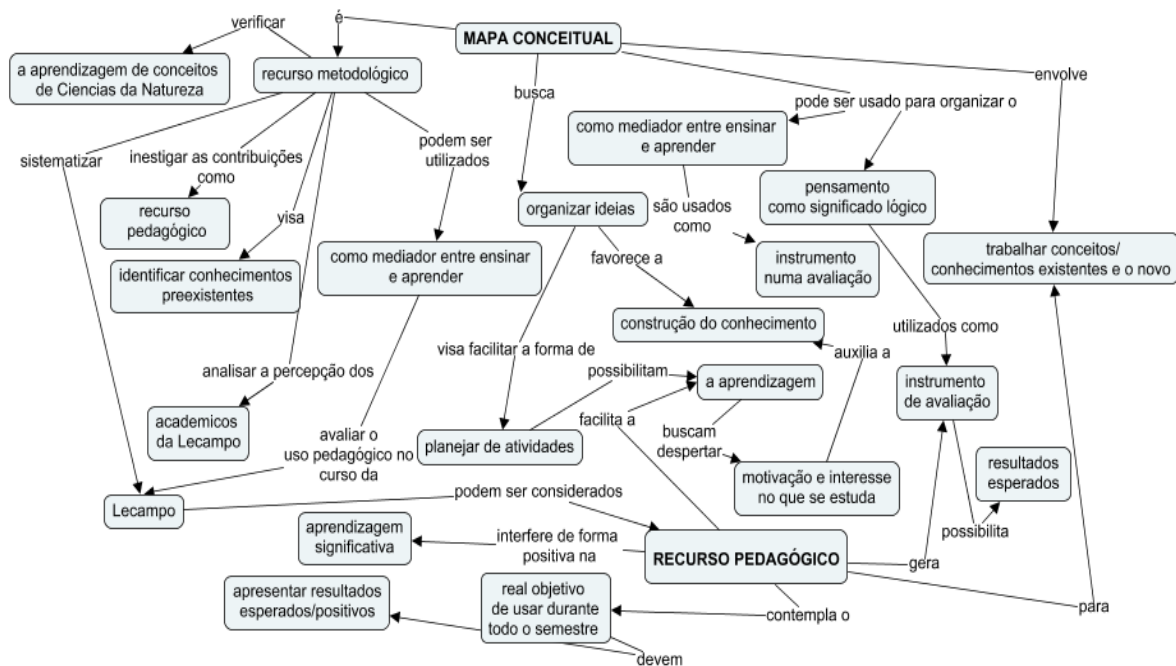 verificar
é
MAPA CONCEITUAL
a aprendizagem de conceitos
de Ciencias da Natureza
recurso metodológico
envolve
busca
pode ser usado para organizar o
como mediador entre ensinar
e aprender
sistematizar
inestigar as contribuições
como
podem ser
utilizados
pensamento
como significado lógico
recurso
pedagógico
visa
organizar ideias
são usados
como
trabalhar conceitos/
conhecimentos existentes e o novo
identificar conhecimentos
preexistentes
como mediador entre ensinar
e aprender
favorece a
instrumento
numa avaliação
construção do conhecimento
utilizados como
visa facilitar a forma de
auxilia a
analisar a percepção dos
possibilitam
a aprendizagem
instrumento
de avaliação
academicos
da Lecampo
avaliar o
uso pedagógico no
curso da
planejar de atividades
facilita a
buscam
despertar
motivação e interesse
no que se estuda
resultados
esperados
Lecampo
podem ser considerados
possibilita
aprendizagem
significativa
interfere de forma
positiva na
RECURSO PEDAGÓGICO
gera
apresentar resultados
esperados/positivos
real objetivo
de usar durante
todo o semestre
contempla o
para
devem